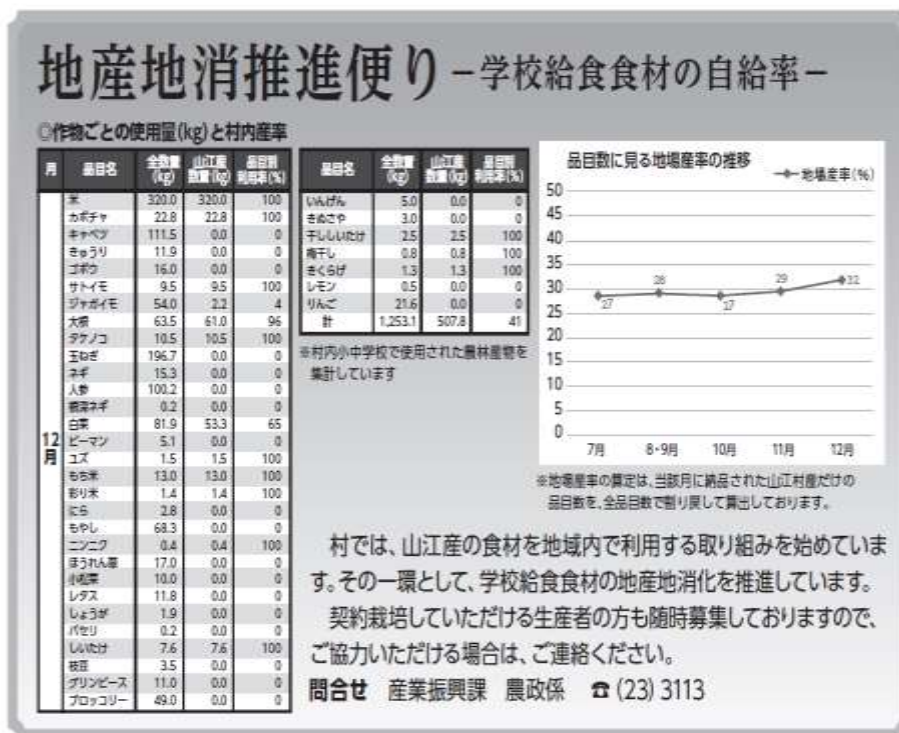 地産地消推進便り －学校給食食材の自給率－
◎作物ごとの使用量(kg)と村内産率
月 品目名 全数量(kg) 山江産数量(kg) 品目別利用率(%)
12月
米 320.0 320.0 100
カボチャ 22.8 22.8 100
キャベツ 111.5 0.0 0
きゅうり 11.9 0.0 0
ゴボウ 16.0 0.0 0
サトイモ 9.5 9.5 100
ジャガイモ 54.0 2.2 4
大根 63.5 61.0 96
タケノコ 10.5 10.5 100
玉ねぎ 196.7 0.0 0
ネギ 15.3 0.0 0
人参 100.2 0.0 0
根深ネギ 0.2 0.0 0
白菜 81.9 53.3 65
ピーマン 5.1 0.0 0
ユズ 1.5 1.5 100
もち米 13.0 13.0 100
彩り米 1.4 1.4 100
にら 2.8 0.0 0
もやし 68.3 0.0 0
ニンニク 0.4 0.4 100
ほうれん草 17.0 0.0 0
小松菜 10.0 0.0 0
レタス 11.8 0.0 0
しょうが 1.9 0.0 0
パセリ 0.2 0.0 0
しいたけ 7.6 7.6 100
枝豆 3.5 0.0 0
グリンピース 11.0 0.0 0
ブロッコリー 49.0 0.0 0
品目名 全数量(kg) 山江産数量(kg) 品目別利用率(%)
いんげん 5.0 0.0 0
きぬさや 3.0 0.0 0
干ししいたけ 2.5 2.5 100
梅干し 0.8 0.8 100
きくらげ 1.3 1.3 100
レモン 0.5 0.0 0
りんご 21.6 0.0 0
計 1,253.1 507.8 41
※村内小中学校で使用された農林産物を
集計しています
品目数に見る地場産率の推移
地場産率(%)
50
45
40
35
30
25
20
15
10
5
0
27 28 27 29 32
7月 8・9月 10月 11月 12月
※地場産率の算定は、当該月に納品された山江村産だけの
品目数を、全品目数で割り戻して算出しております。
村では、山江産の食材を地域内で利用する取り組みを始めていま
す。その一環として、学校給食食材の地産地消化を推進しています。
契約栽培していただける生産者の方も随時募集しておりますので、
ご協力いただける場合は、ご連絡ください。
問合せ 産業振興課 農政係 ☎(23)3113